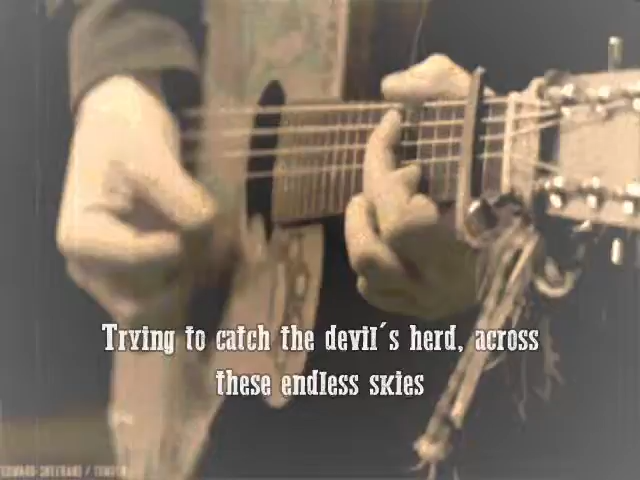 Trying to catch the devil´s herd, across
these endless skies